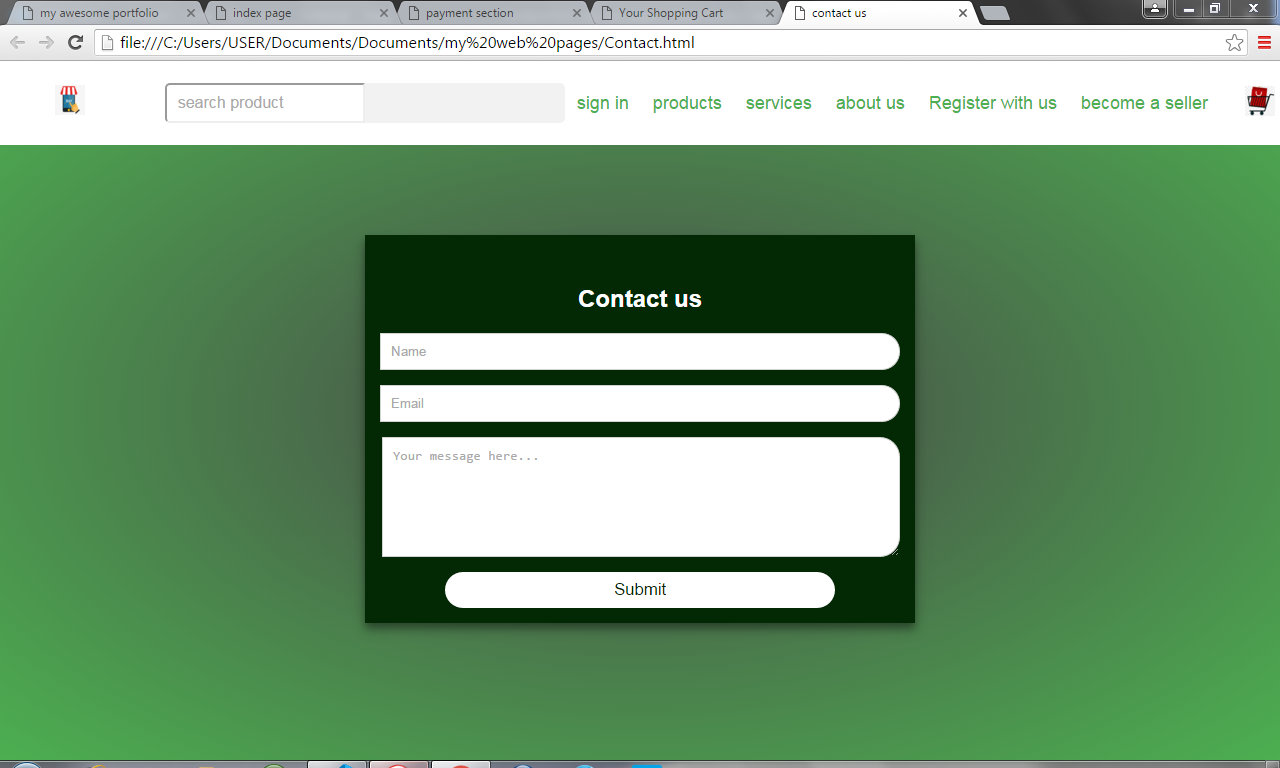 my awesome portfolio
index page
payment section
Your Shopping Cart
contact us
file:///C:/Users/USER/Documents/Documents/my%20web%20pages/Contact.html
search product
sign in
products
services
about us
Register with us
become a seller
Contact us
Name
Email
Your message here...
Submit